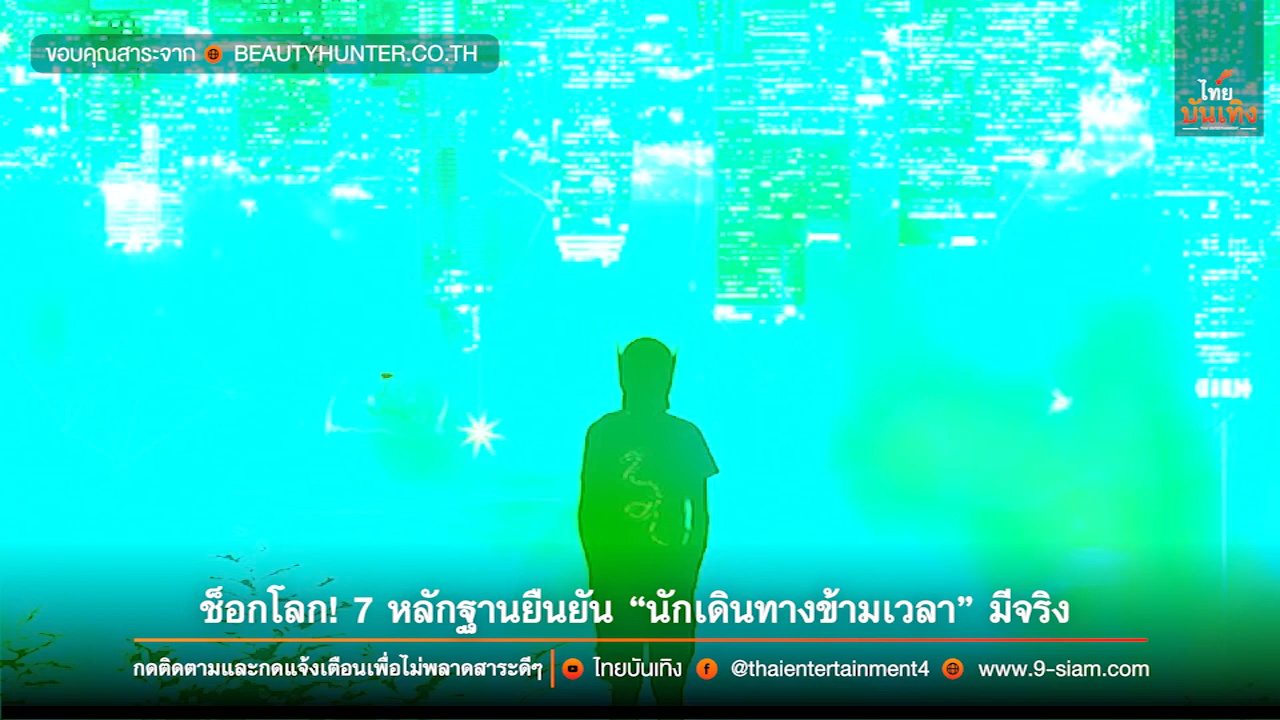 ขอบคุณสาระจาก BEAUTYHUNTER.CO.TH
ไทย
บันเทิง
THAI ENTERTAINMENT
ช็อกโลก! 7 หลักฐานยืนยัน “นักเดินทางข้ามเวลา” มีจริง
กดติดตามและกดแจ้งเตือนเพื่อไม่พลาดสาระดีๆ ไทยบันเทิง @thaientertainment4 www.9-siam.com